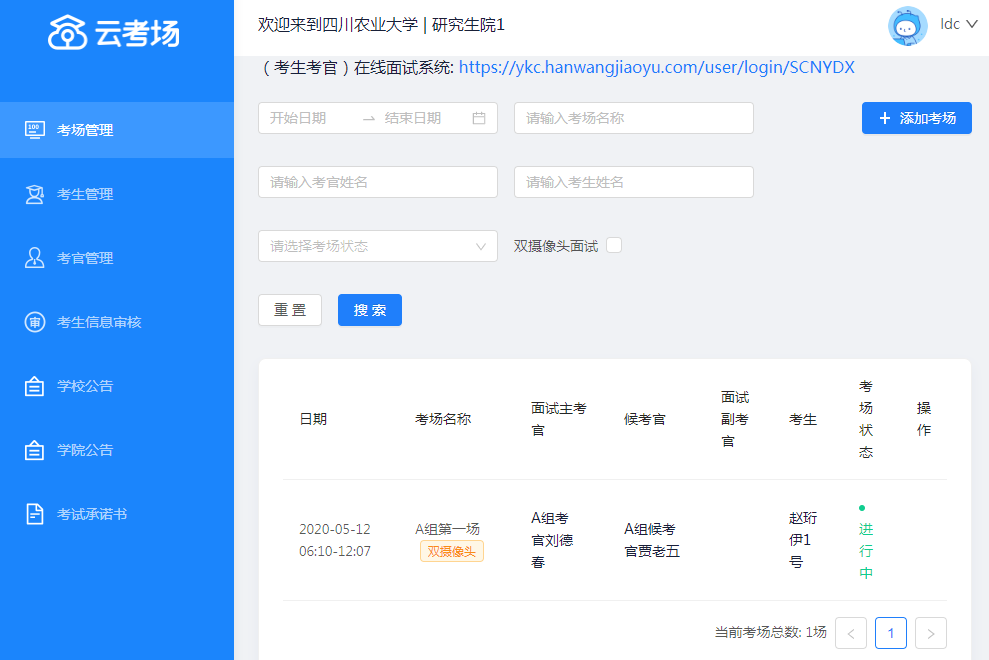 云考场
欢迎来到四川农业大学 | 研究生院1
ldc
（考生考官）在线面试系统: https://ykc.hanwangjiaoyu.com/user/login/SCNYDX
100
考场管理
考生管理
考官管理
审
考生信息审核
学校公告
学院公告
考试承诺书
开始日期 → 结束日期
请输入考场名称
+ 添加考场
请输入考官姓名
请输入考生姓名
请选择考场状态
双摄像头面试
重 置
搜 索
日期
考场名称
面试主考
官
候考官
面试
副考
官
考生
考
场
状
态
操
作
2020-05-12
06:10-12:07
A组第一场
双摄像头
A组考
官刘德
春
A组候考
官贾老五
赵珩
伊1
号
进
行
中
当前考场总数: 1场
< 1 >